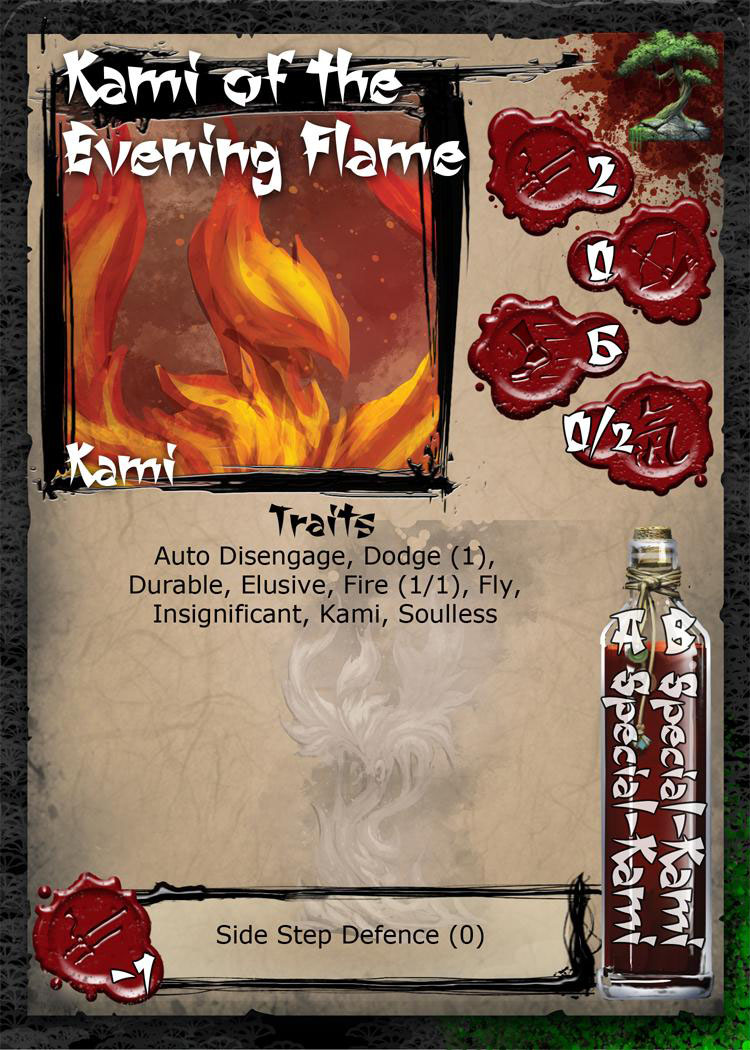 Kami of the
Evening Flame
2
0
6
0/2
氣
Kami
Traits
Auto Disengage, Dodge (1),
Durable, Elusive, Fire (1/1), Fly,
Insignificant, Kami, Soulless
A Special-Kami
B Special-Kami
-1
Side Step Defence (0)